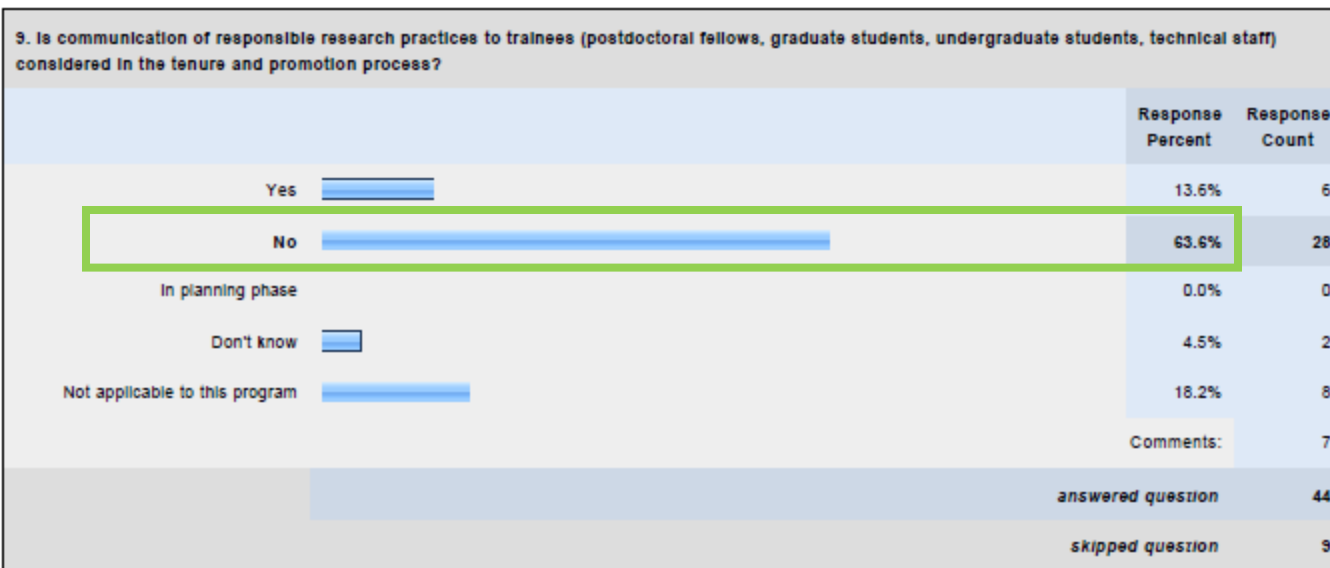 9. Is communication of responsible research practices to trainees (postdoctoral fellows, graduate students, undergraduate students, technical staff)
considered in the tenure and promotion process?
Response Percent Response Count
Yes 13.6% 6
No 63.6% 28
In planning phase 0.0% 0
Don't know 4.5% 2
Not applicable to this program 18.2% 8
Comments: 7
answered question 44
skipped question 9